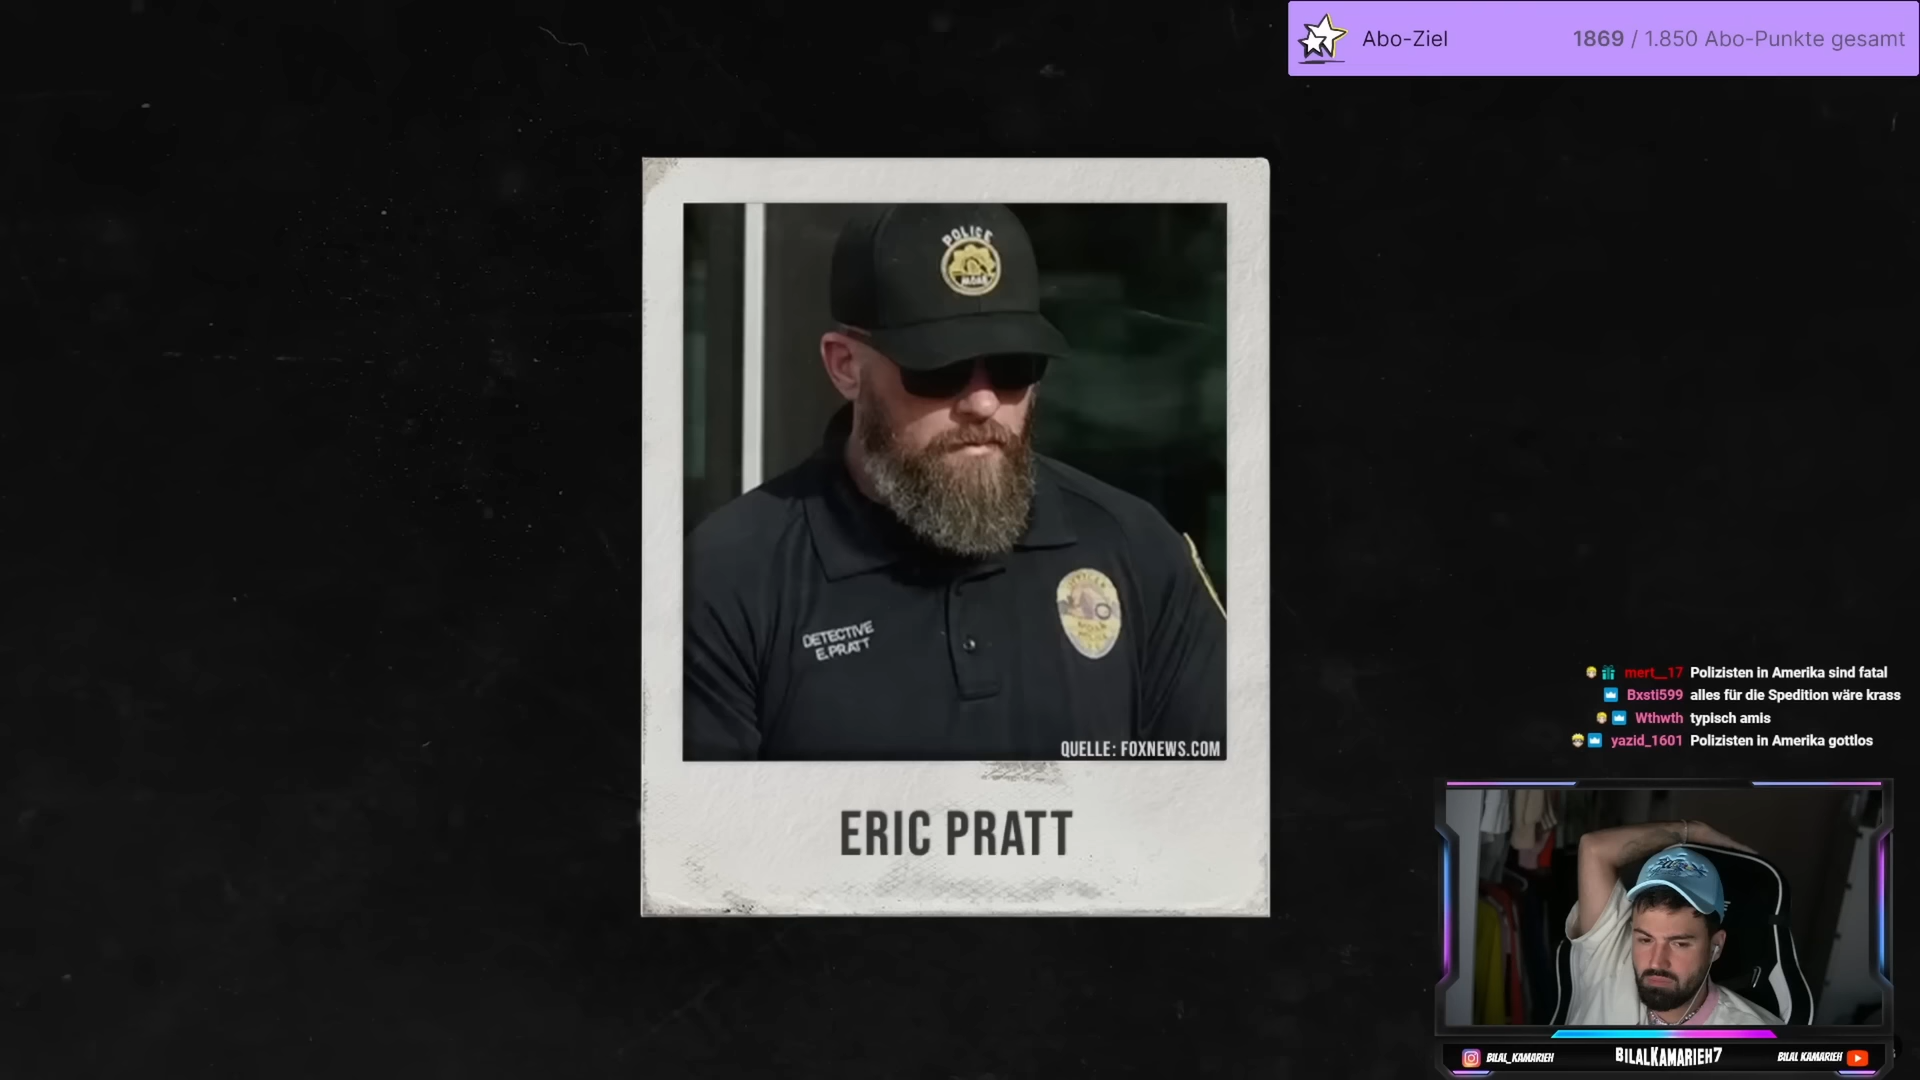 Abo-Ziel
1869 / 1.850 Abo-Punkte gesamt
POLICE
DETECTIVE
E.PRATT
QUELLE: FOXNEWS.COM
ERIC PRATT
mert__17 Polizisten in Amerika sind fatal
Bxsti599 alles für die Spedition wäre krass
Wthwth typisch amis
yazid_1601 Polizisten in Amerika gottlos
BILAL_KAMARIEH
BILALKAMARIEH7
BILAL KAMARIEH